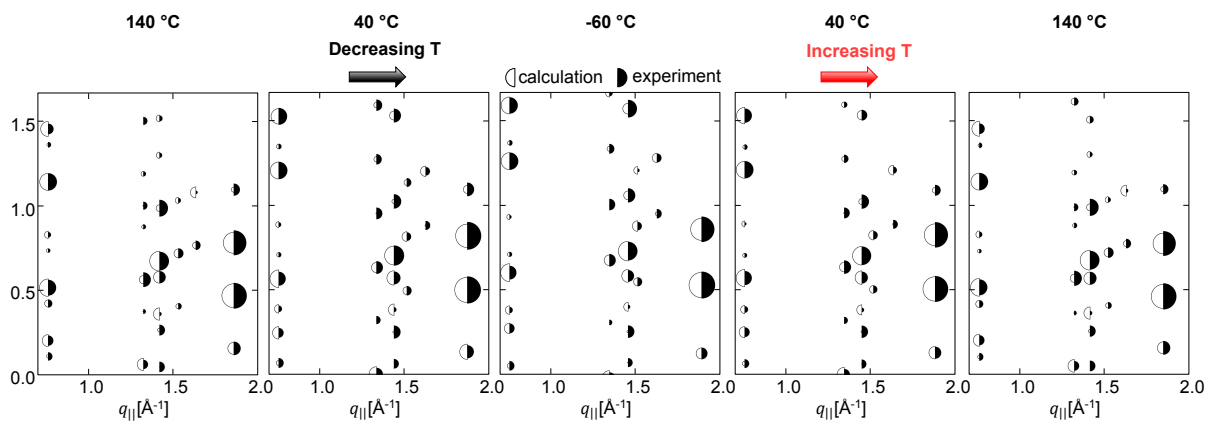 140 °C 40 °C -60 °C 40 °C 140 °C
Decreasing T Increasing T
calculation experiment
1.5
1.0
0.5
0.0
1.0 1.5 2.0 1.0 1.5 2.0 1.0 1.5 2.0 1.0 1.5 2.0 1.0 1.5 2.0
q||[Å-1] q||[Å-1] q||[Å-1] q||[Å-1] q||[Å-1]